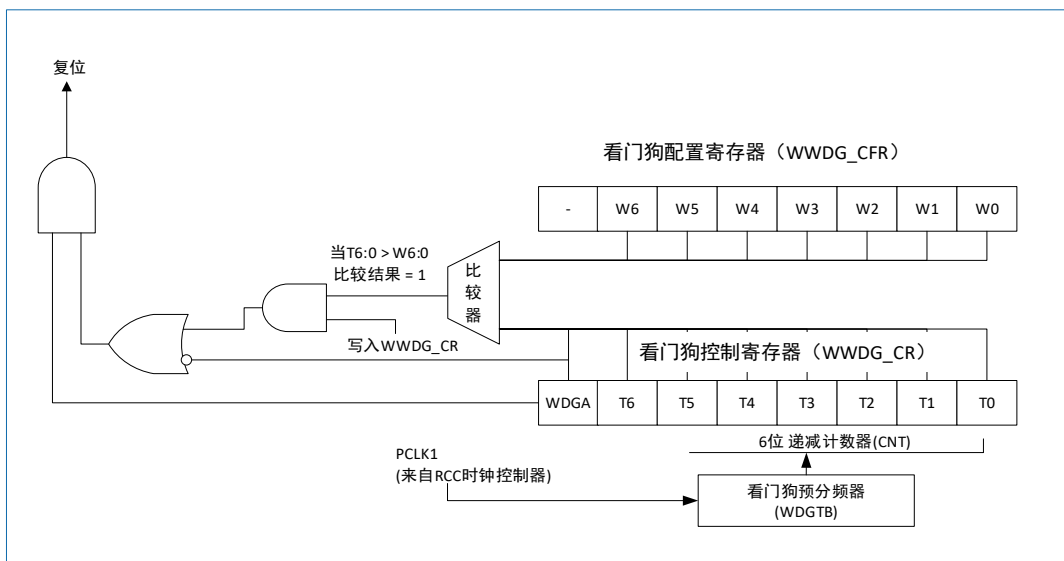 复位
看门狗配置寄存器（WWDG_CFR）
- W6 W5 W4 W3 W2 W1 W0
当T6:0 > W6:0
比较结果 = 1
比
较
器
写入WWDG_CR
看门狗控制寄存器（WWDG_CR）
WDGA T6 T5 T4 T3 T2 T1 T0
6位 递减计数器(CNT)
PCLK1
(来自RCC时钟控制器)
看门狗预分频器
(WDGTB)